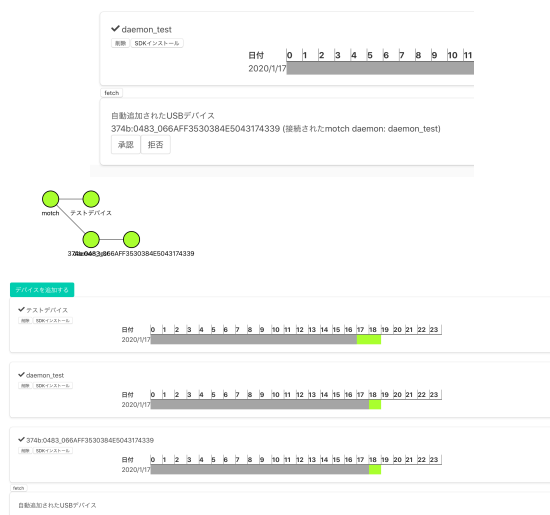 daemon_test
削除 SDKインストール
日付 0 1 2 3 4 5 6 7 8 9 10 11
2020/1/17
fetch
自動追加されたUSBデバイス
374b:0483_066AFF3530384E5043174339 (接続されたmotch daemon: daemon_test)
承認 拒否
motch テストデバイス
374b:0483_066AFF3530384E5043174339
デバイスを追加する
テストデバイス
削除 SDKインストール
日付 0 1 2 3 4 5 6 7 8 9 10 11 12 13 14 15 16 17 18 19 20 21 22 23
2020/1/17
daemon_test
削除 SDKインストール
日付 0 1 2 3 4 5 6 7 8 9 10 11 12 13 14 15 16 17 18 19 20 21 22 23
2020/1/17
374b:0483_066AFF3530384E5043174339
削除 SDKインストール
日付 0 1 2 3 4 5 6 7 8 9 10 11 12 13 14 15 16 17 18 19 20 21 22 23
2020/1/17
fetch
自動追加されたUSBデバイス